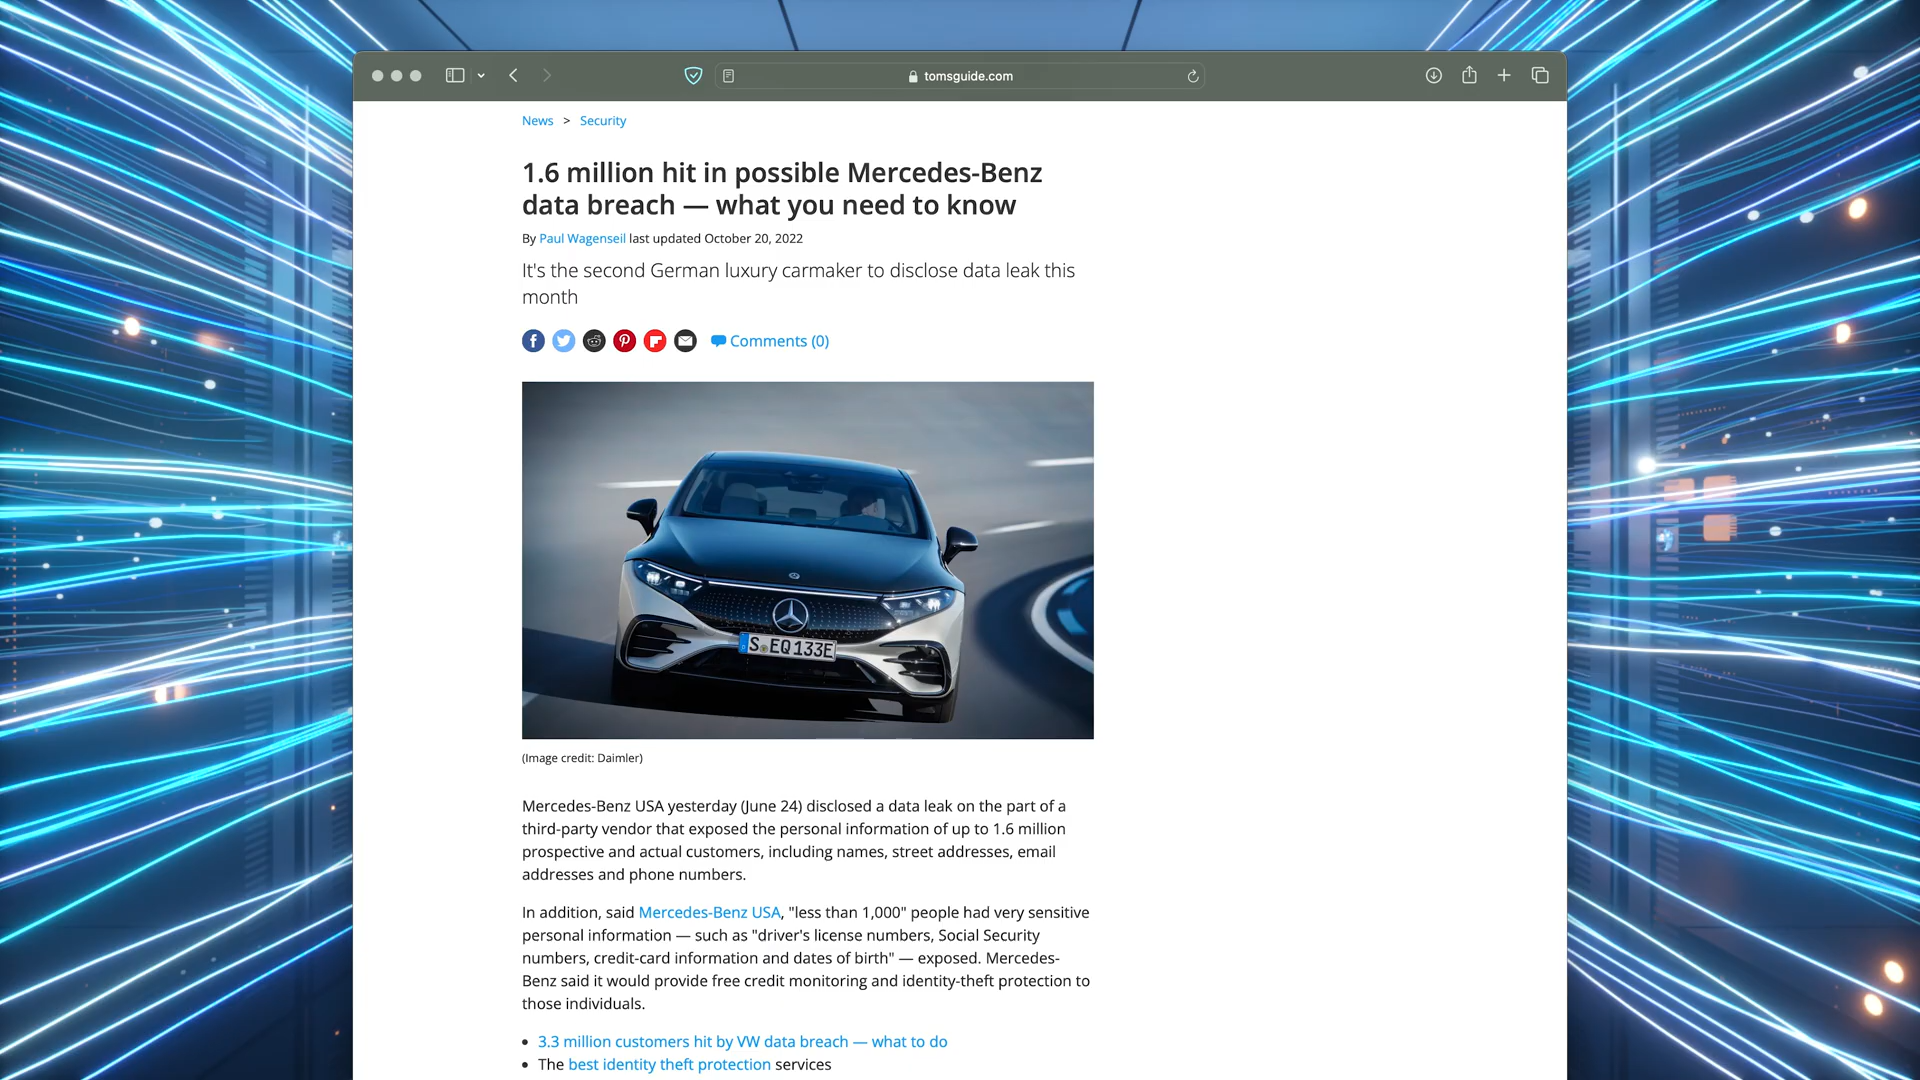 tomsguide.com
News > Security
1.6 million hit in possible Mercedes-Benz
data breach — what you need to know
By Paul Wagenseil last updated October 20, 2022
It's the second German luxury carmaker to disclose data leak this
month
Comments (0)
S EQ 133E
(Image credit: Daimler)
Mercedes-Benz USA yesterday (June 24) disclosed a data leak on the part of a
third-party vendor that exposed the personal information of up to 1.6 million
prospective and actual customers, including names, street addresses, email
addresses and phone numbers.
In addition, said Mercedes-Benz USA, "less than 1,000" people had very sensitive
personal information — such as "driver's license numbers, Social Security
numbers, credit-card information and dates of birth" — exposed. Mercedes-
Benz said it would provide free credit monitoring and identity-theft protection to
those individuals.
• 3.3 million customers hit by VW data breach — what to do
• The best identity theft protection services